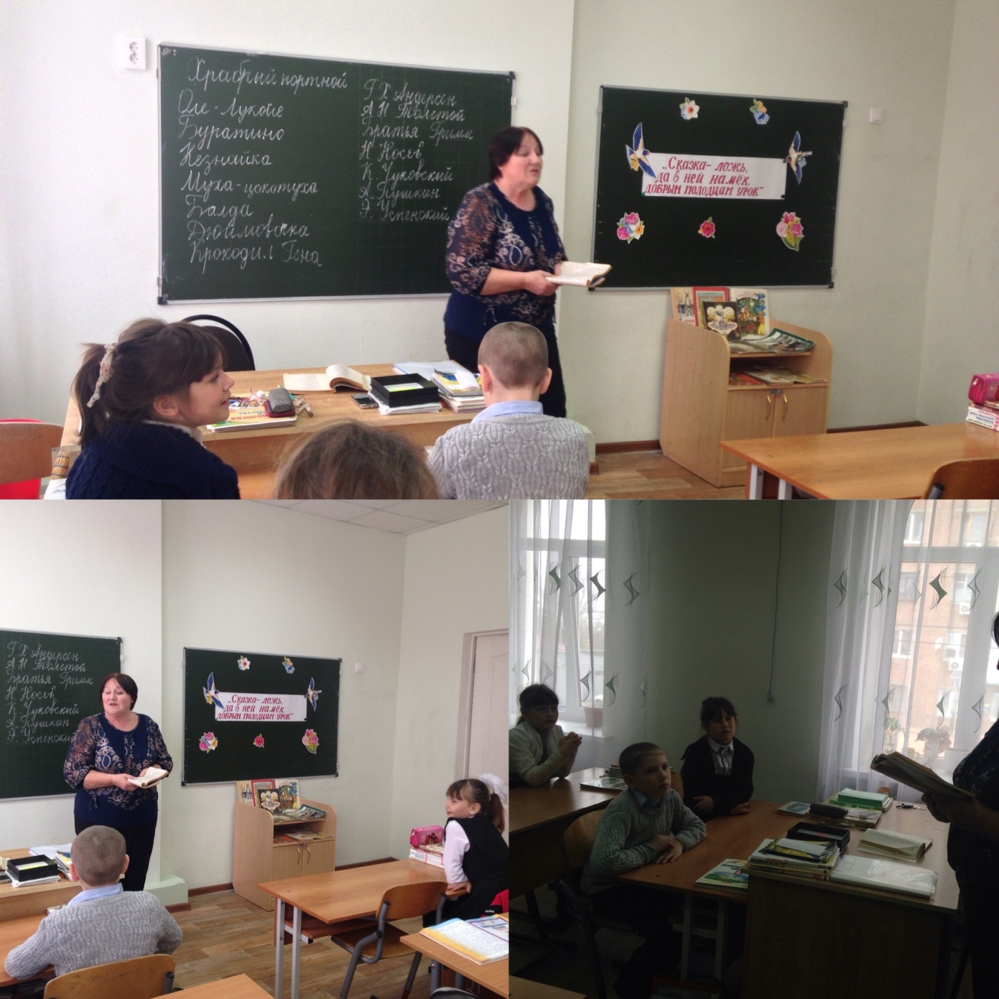 Храбрый портной
Оле-Лукойе
Буратино
Незнайка
Муха-цокотуха
Балда
Дюймовочка
Крокодил Гена
Г.Х Андерсен
А Н Толстой
Братья Гримм
Н Носов
К. Чуковский
А. Пушкин
Э. Успенский
„Сказка- ложь,
да в ней намёк.
ДОБРЫМ МОЛОДЦАМ УРОК"
Г.Х Андерсен
А Н Толстой
Братья Гримм
Н Носов
К. Чуковский
А. Пушкин
Э. Успенский
„Сказка- ложь,
да в ней намёк.
ДОБРЫМ МОЛОДЦАМ УРОК"